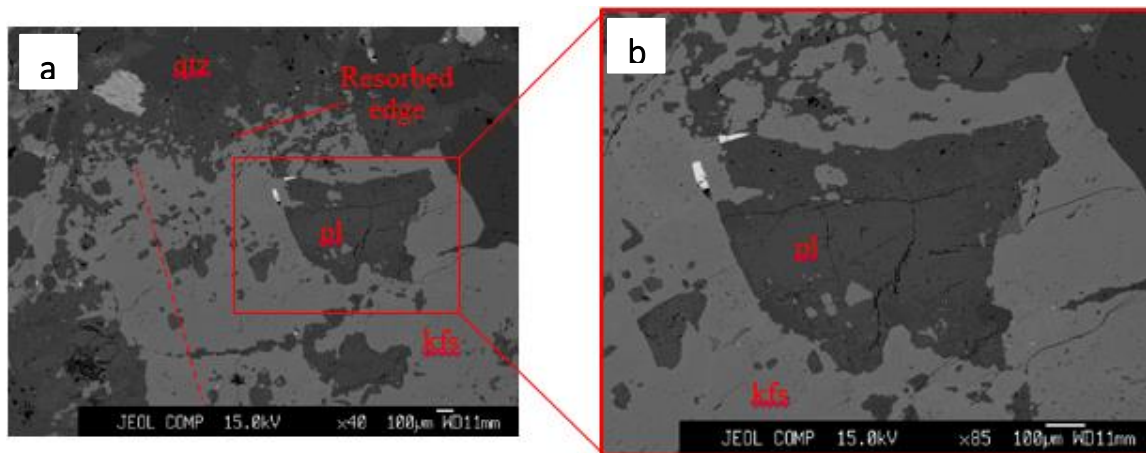 a
qtz
Resorbed
edge
pl
kfs
JEOL COMP 15.0kV ×40 100µm WD11mm
b
pl
kfs
JEOL COMP 15.0kV ×85 100µm WD11mm